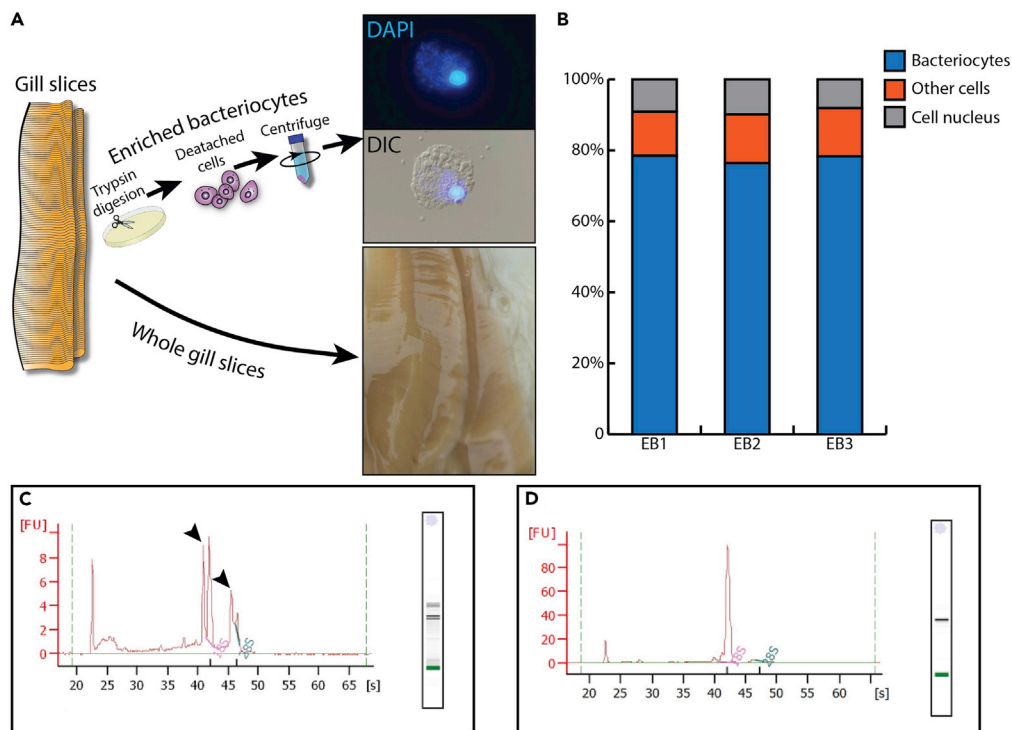 A
Gill slices
Enriched bacteriocytes
Trypsin
digesion
Deatached
cells
Centrifuge
DAPI
DIC
Whole gill slices
B
100%
80%
60%
40%
20%
0
EB1 EB2 EB3
Bacteriocytes
Other cells
Cell nucleus
C
[FU]
8
6
4
2
0
18S
28S
20 25 30 35 40 45 50 55 60 65 [s]
D
[FU]
80
60
40
20
0
18S
28S
20 25 30 35 40 45 50 55 60 65 [s]